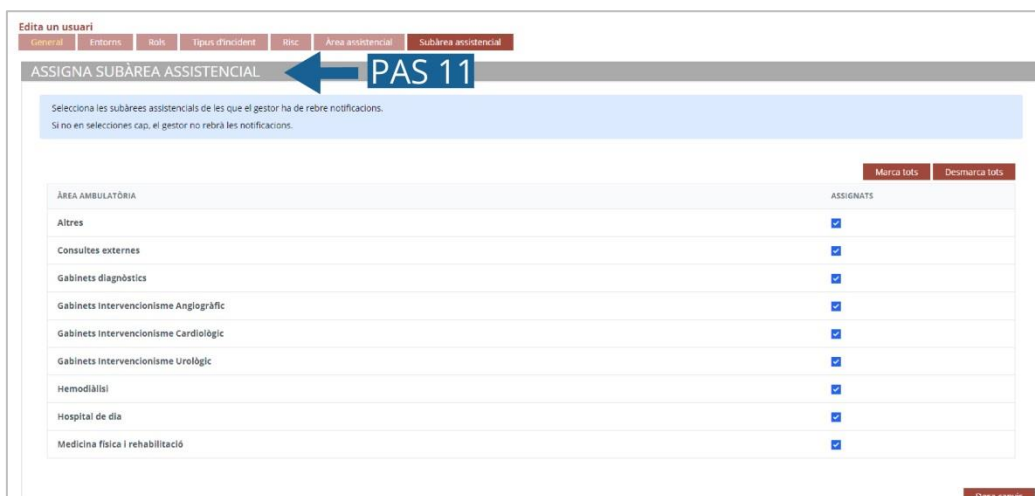 Edita un usuari
General Entorns Rols Tipus d'incident Risc Àrea assistencial Subàrea assistencial
ASSIGNA SUBÀREA ASSISTENCIAL PAS 11
Selecciona les subàrees assistencials de les que el gestor ha de rebre notificacions.
Si no en selecciones cap, el gestor no rebrà les notificacions.
Marca tots Desmarca tots
ÀREA AMBULATÒRIA ASSIGNATS
Altres
Consultes externes
Gabinets diagnòstics
Gabinets Intervencionisme Angiogràfic
Gabinets Intervencionisme Cardiològic
Gabinets Intervencionisme Urològic
Hemodiàlisi
Hospital de dia
Medicina física i rehabilitació